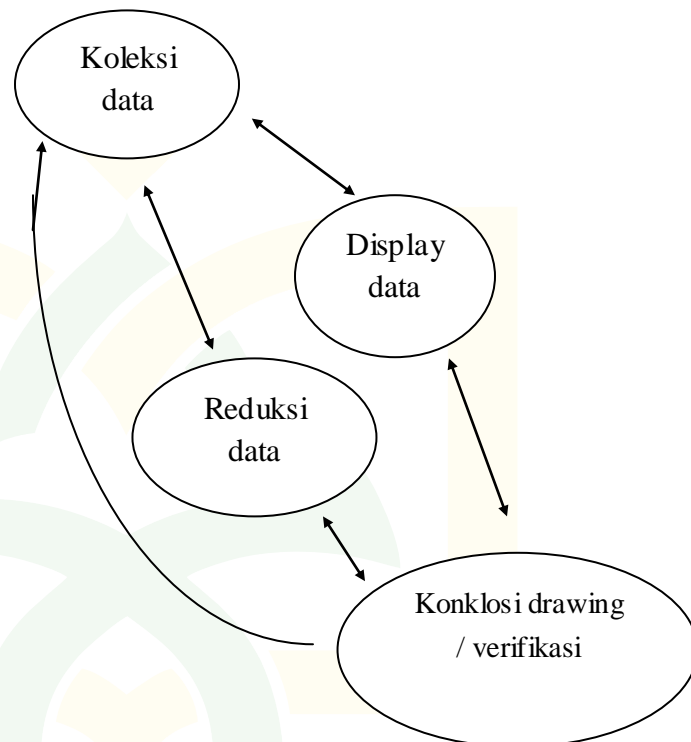 Koleksi
data
Display
data
Reduksi
data
Konklosi drawing
/ verifikasi